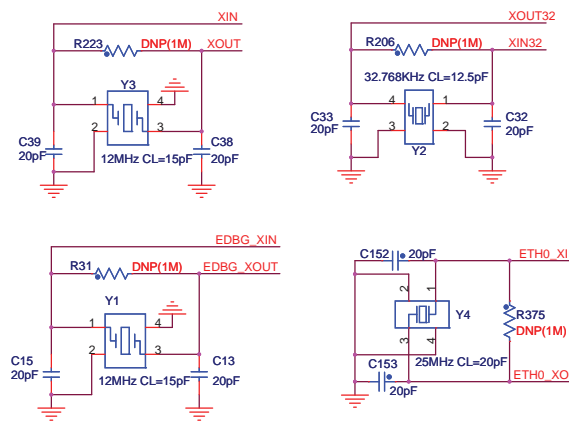 XIN
R223 DNP(1M) XOUT
Y3
1 4
2 3
C39
20pF
C38
20pF
12MHz CL=15pF
XOUT32
R206 DNP(1M) XIN32
32.768KHz CL=12.5pF
4 1
3 2
C33
20pF
C32
20pF
Y2
EDBG_XIN
R31 DNP(1M) EDBG_XOUT
Y1
1 4
2 3
C15
20pF
C13
20pF
12MHz CL=15pF
C152 20pF ETH0_XI
2 1
Y4
R375
DNP(1M)
3 4
25MHz CL=20pF
C153
20pF
ETH0_XO